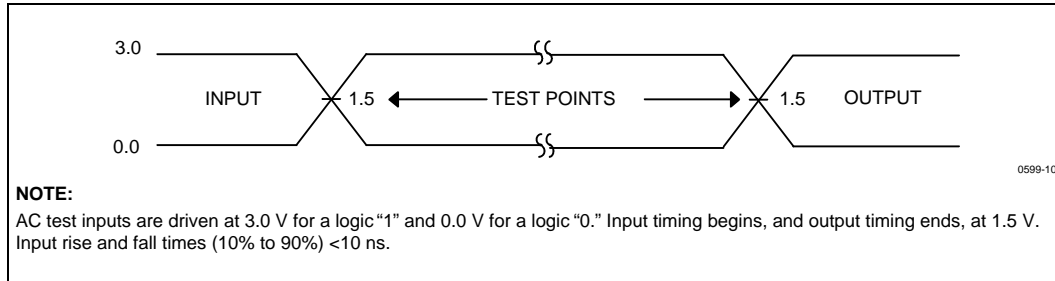 3.0
INPUT 1.5 TEST POINTS 1.5 OUTPUT
0.0
0599-10
NOTE:
AC test inputs are driven at 3.0 V for a logic “1” and 0.0 V for a logic “0.” Input timing begins, and output timing ends, at 1.5 V.
Input rise and fall times (10% to 90%) <10 ns.